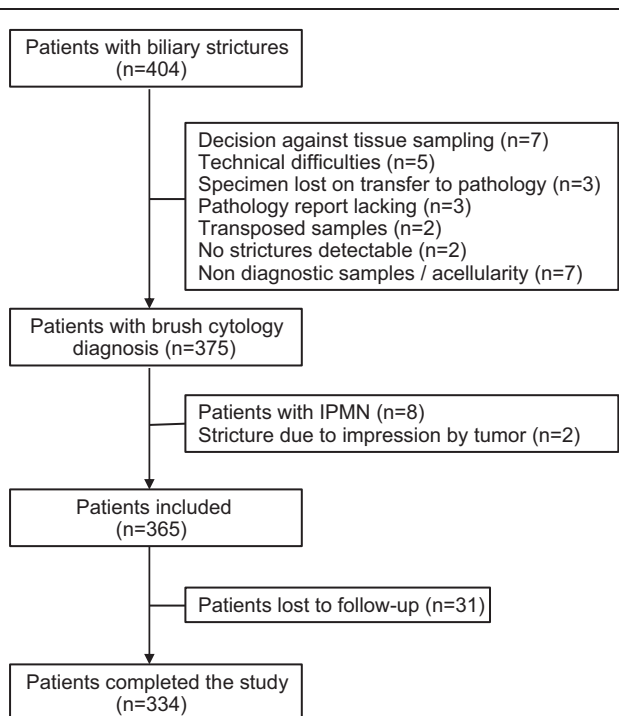 Patients with biliary strictures
(n=404)
Decision against tissue sampling (n=7)
Technical difficulties (n=5)
Specimen lost on transfer to pathology (n=3)
Pathology report lacking (n=3)
Transposed samples (n=2)
No strictures detectable (n=2)
Non diagnostic samples / acellularity (n=7)
Patients with brush cytology
diagnosis (n=375)
Patients with IPMN (n=8)
Stricture due to impression by tumor (n=2)
Patients included
(n=365)
Patients lost to follow-up (n=31)
Patients completed the study
(n=334)